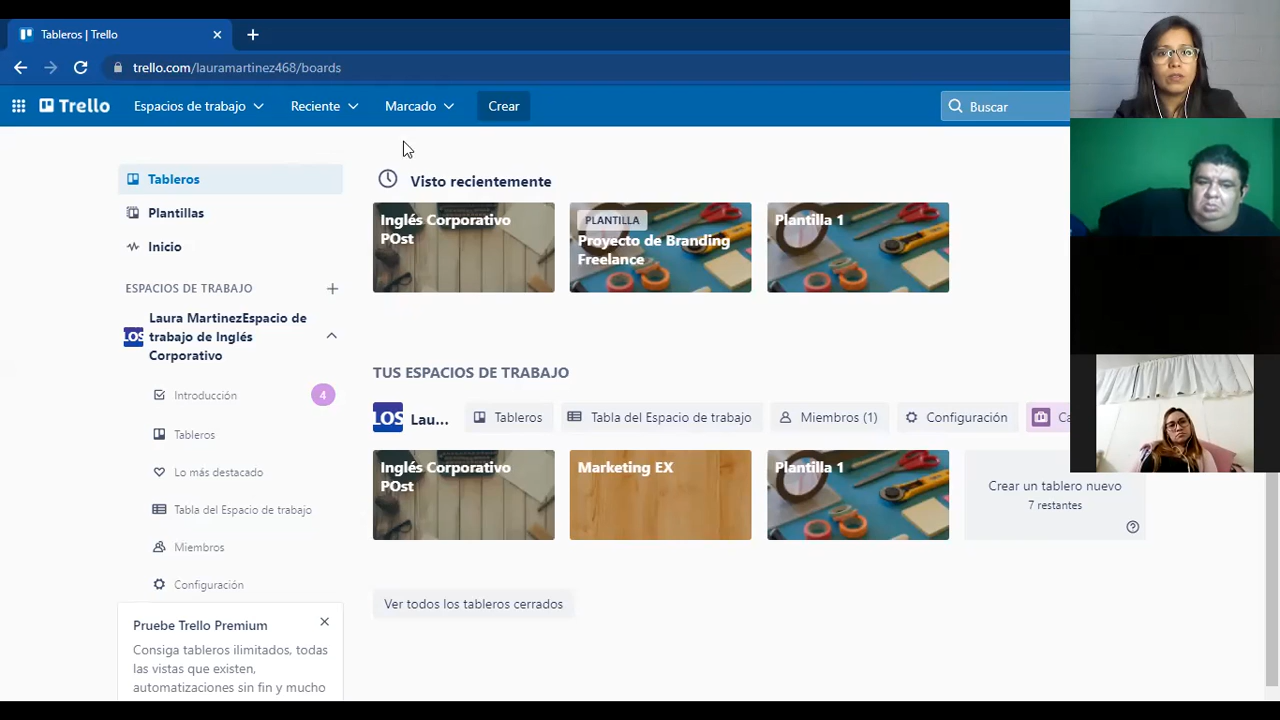 Tableros | Trello
trello.com/lauramartinez468/boards
Trello
Espacios de trabajo
Reciente
Marcado
Crear
Buscar
Tableros
Plantillas
Inicio
ESPACIOS DE TRABAJO
LOS
Laura MartinezEspacio de
trabajo de Inglés
Corporativo
Introducción
4
Tableros
Lo más destacado
Tabla del Espacio de trabajo
Miembros
Configuración
Pruebe Trello Premium
Consiga tableros ilimitados, todas
las vistas que existen,
automatizaciones sin fin y mucho
Visto recientemente
Inglés Corporativo
POst
PLANTILLA
Proyecto de Branding
Freelance
Plantilla 1
TUS ESPACIOS DE TRABAJO
LOS
Lau...
Tableros
Tabla del Espacio de trabajo
Miembros (1)
Configuración
Inglés Corporativo
POst
Marketing EX
Plantilla 1
Crear un tablero nuevo
7 restantes
Ver todos los tableros cerrados